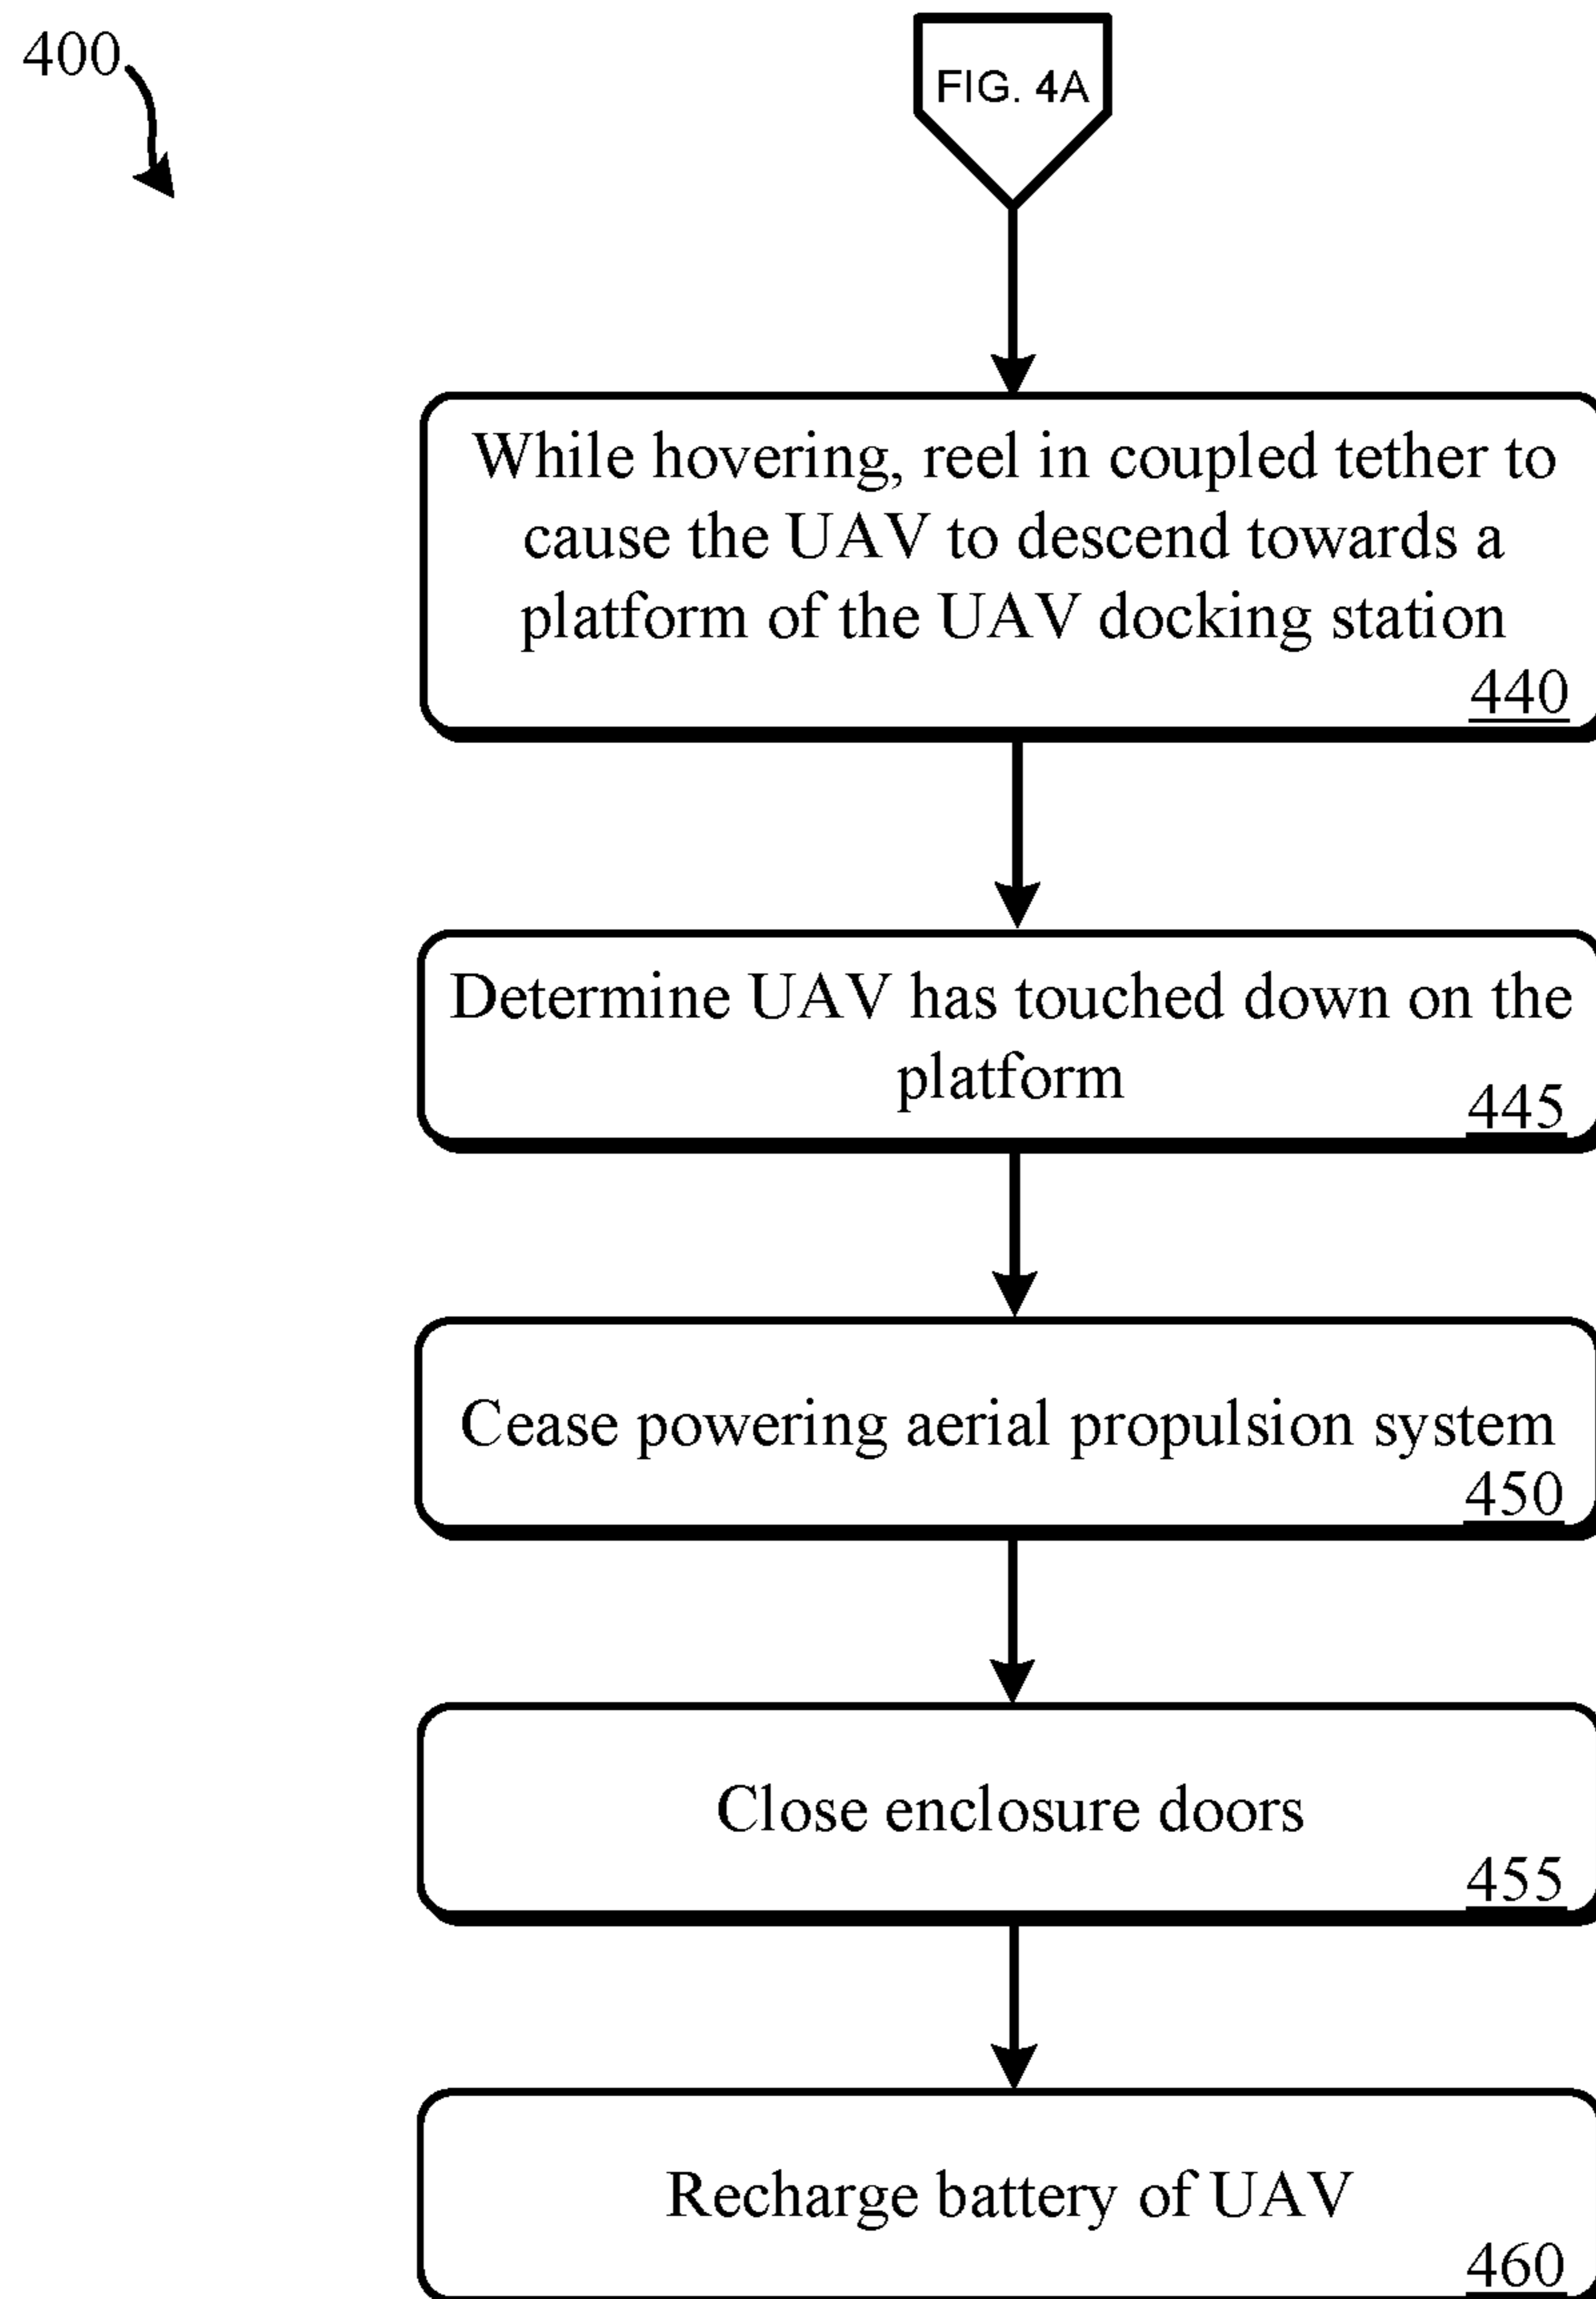 400
FIG. 4A
While hovering, reel in coupled tether to
cause the UAV to descend towards a
platform of the UAV docking station
440
Determine UAV has touched down on the
platform
445
Cease powering aerial propulsion system
450
Close enclosure doors
455
Recharge battery of UAV
460